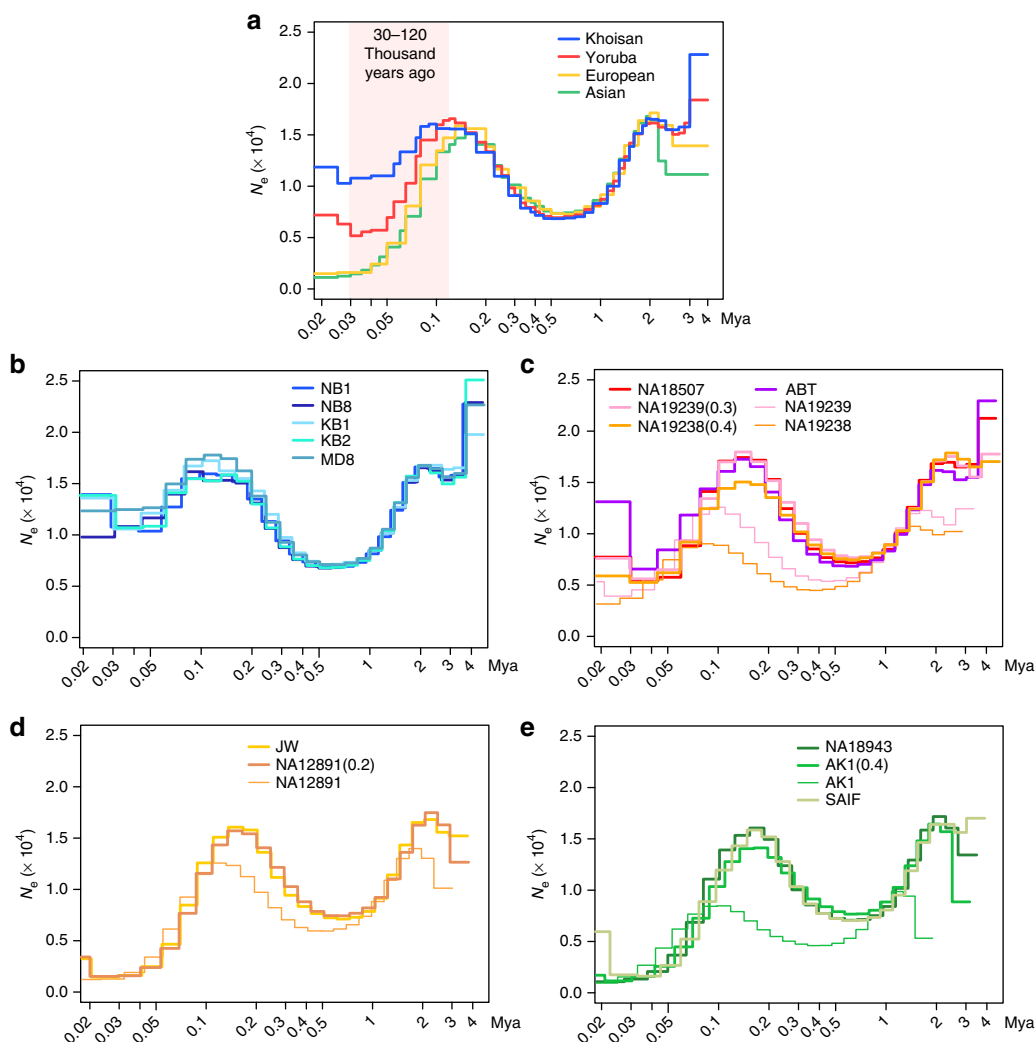 a
2.5
2.0
1.5
1.0
0.5
0.0
Ne (× 10⁴)
30–120
Thousand
years ago
Khoisan
Yoruba
European
Asian
0.02 0.03 0.05 0.1 0.2 0.3 0.4 0.5 1 2 3 4 Mya
b
2.5
2.0
1.5
1.0
0.5
0.0
Ne (× 10⁴)
NB1
NB8
KB1
KB2
MD8
0.02 0.03 0.05 0.1 0.2 0.3 0.4 0.5 1 2 3 4 Mya
c
2.5
2.0
1.5
1.0
0.5
0.0
Ne (× 10⁴)
NA18507 ABT
NA19239(0.3) NA19239
NA19238(0.4) NA19238
0.02 0.03 0.05 0.1 0.2 0.3 0.4 0.5 1 2 3 4 Mya
d
2.5
2.0
1.5
1.0
0.5
0.0
Ne (× 10⁴)
JW
NA12891(0.2)
NA12891
0.02 0.03 0.05 0.1 0.2 0.3 0.4 0.5 1 2 3 4 Mya
e
2.5
2.0
1.5
1.0
0.5
0.0
Ne (× 10⁴)
NA18943
AK1(0.4)
AK1
SAIF
0.02 0.03 0.05 0.1 0.2 0.3 0.4 0.5 1 2 3 4 Mya